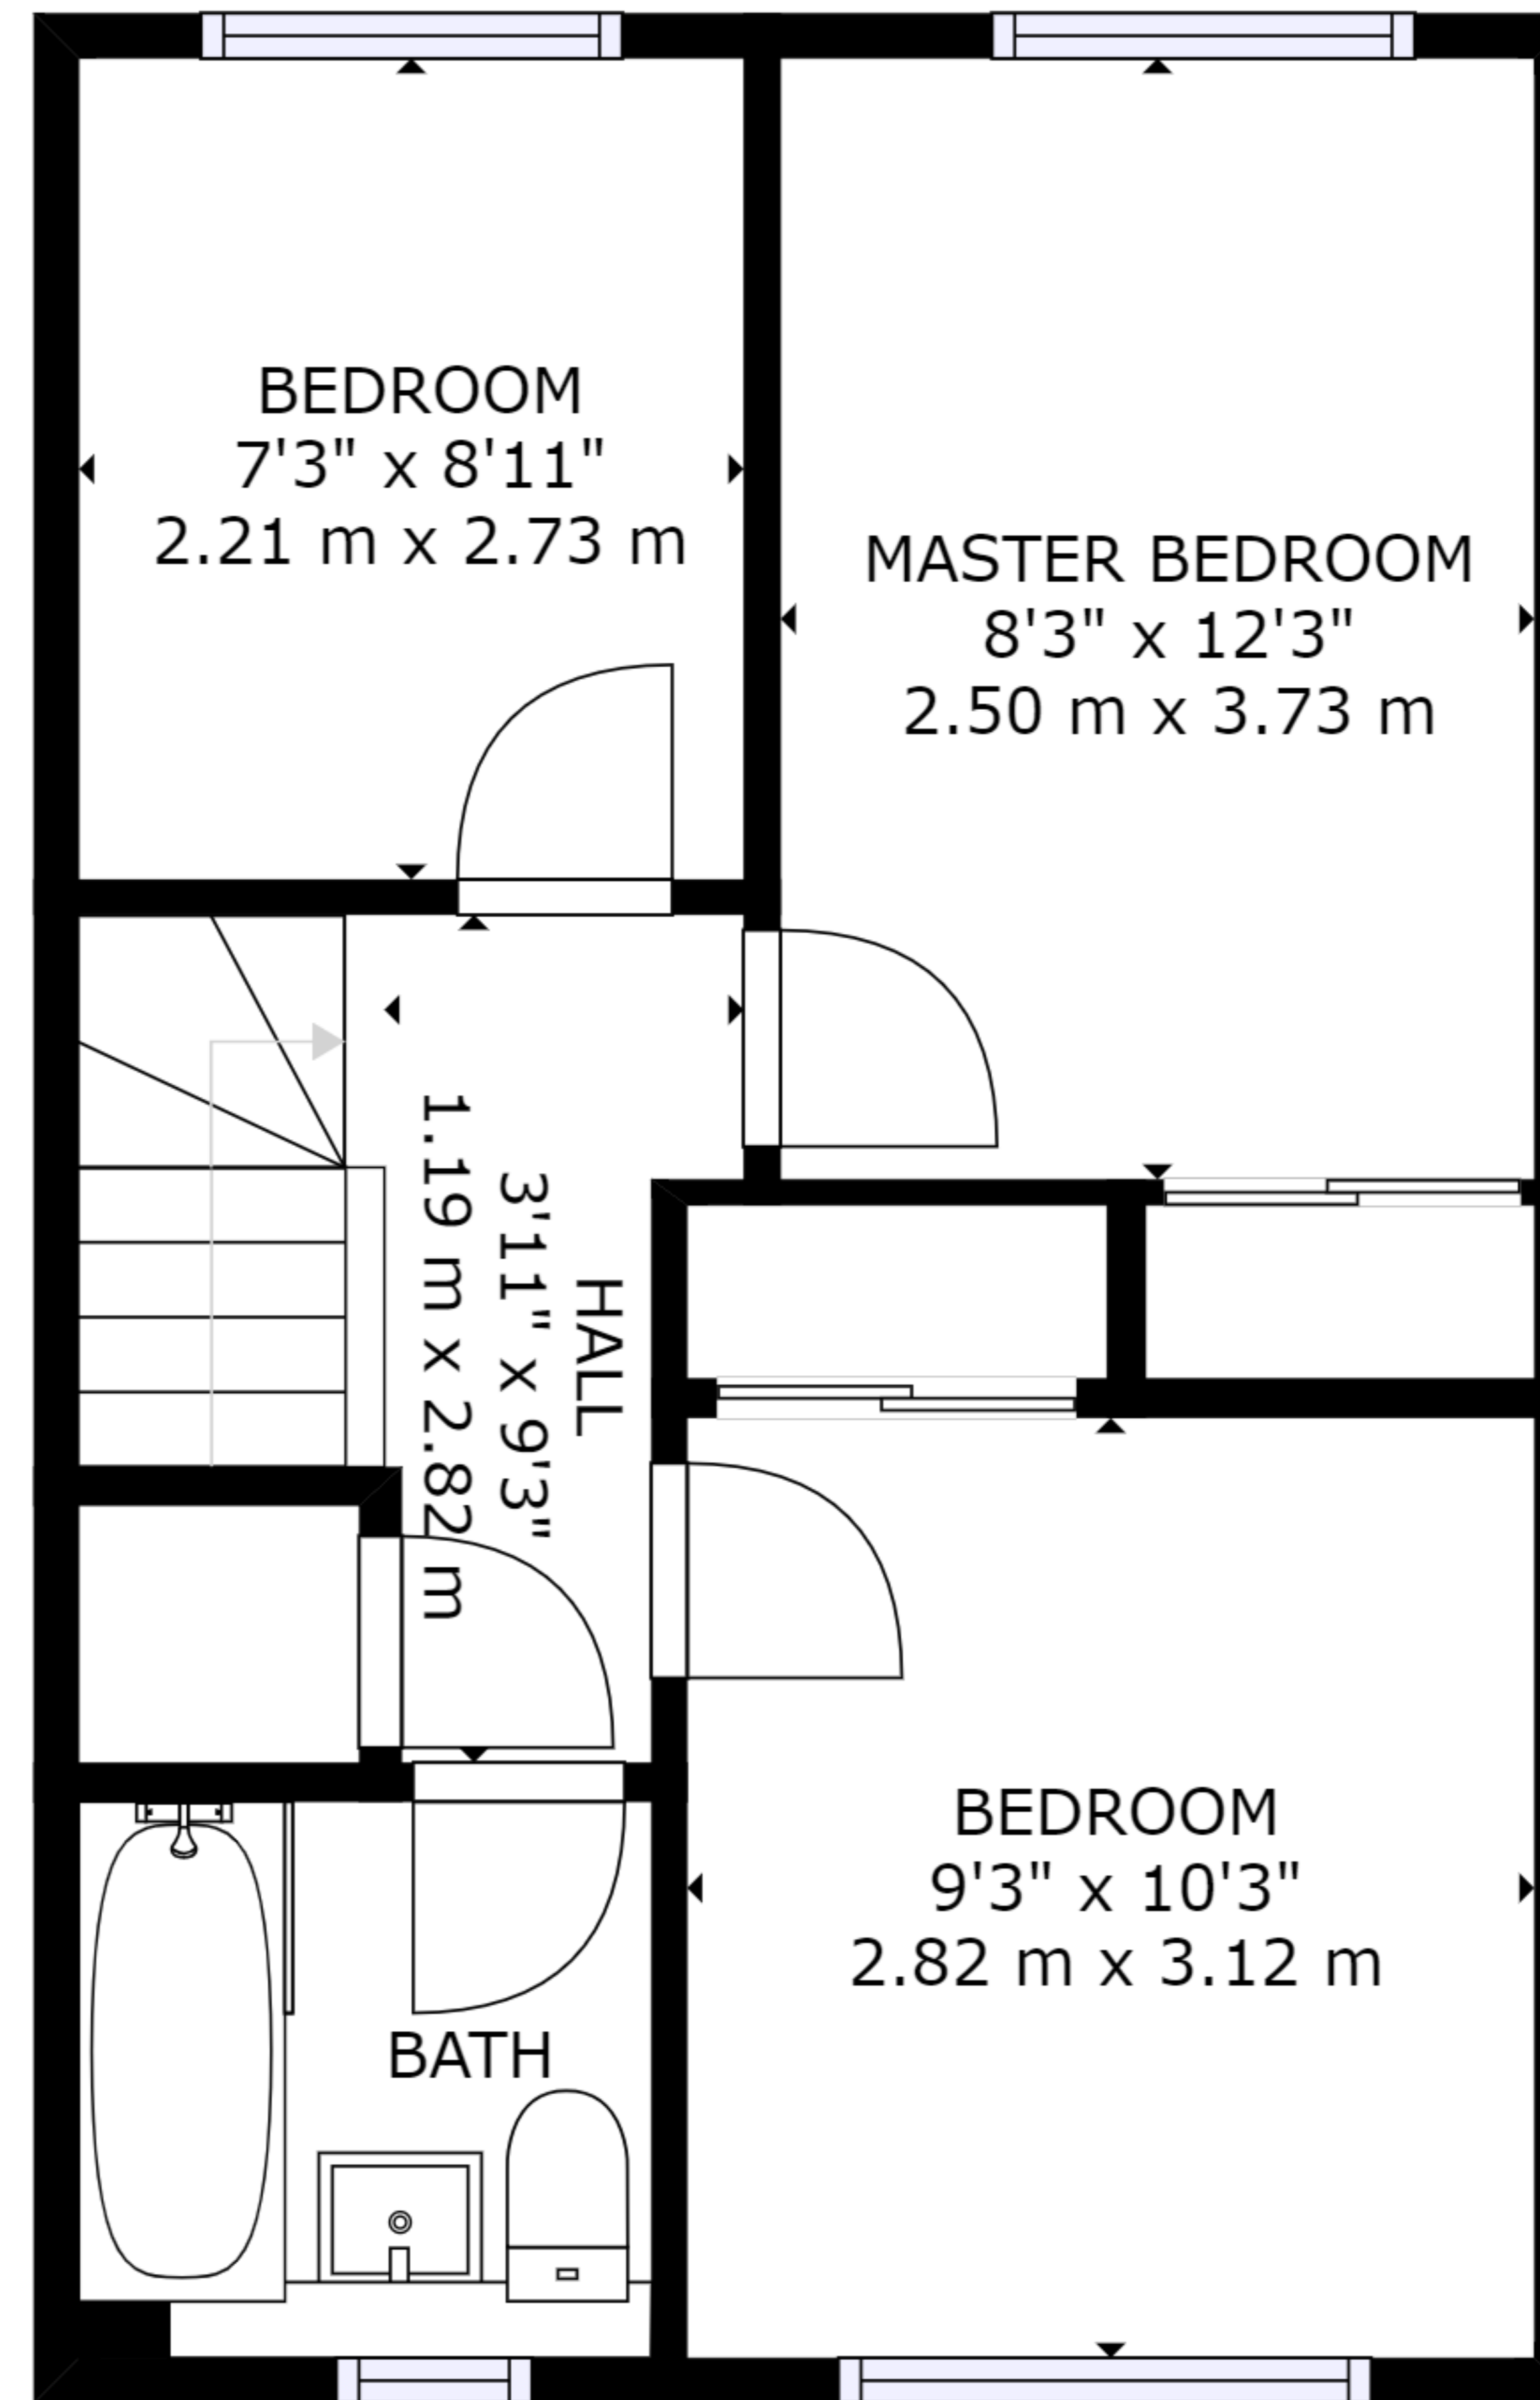 BEDROOM
7'3" x 8'11"
2.21 m x 2.73 m
MASTER BEDROOM
8'3" x 12'3"
2.50 m x 3.73 m
HALL
3'11" x 9'3"
1.19 m x 2.82 m
BEDROOM
9'3" x 10'3"
2.82 m x 3.12 m
BATH